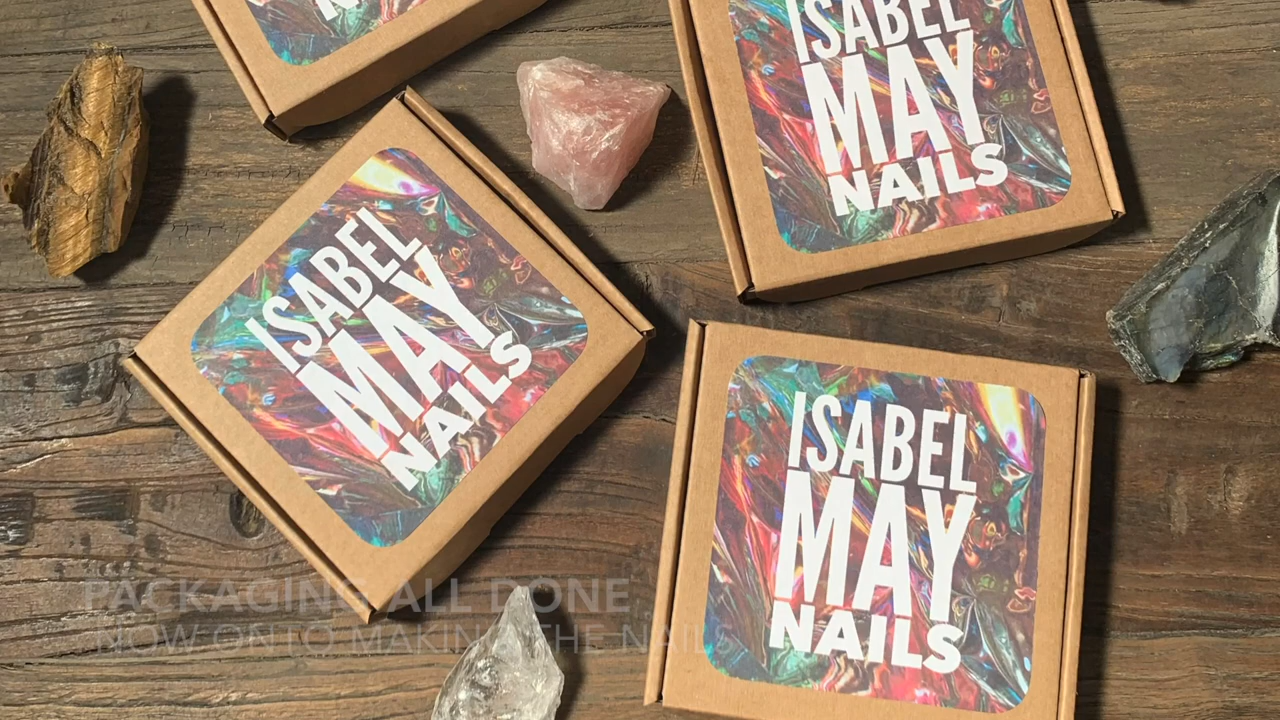 ISABEL
MAY
NAILS
ISABEL
MAY
NAILS
ISABEL
MAY
NAILS
PACKAGING ALL DONE
NOW ONTO MAKING THE NAILS